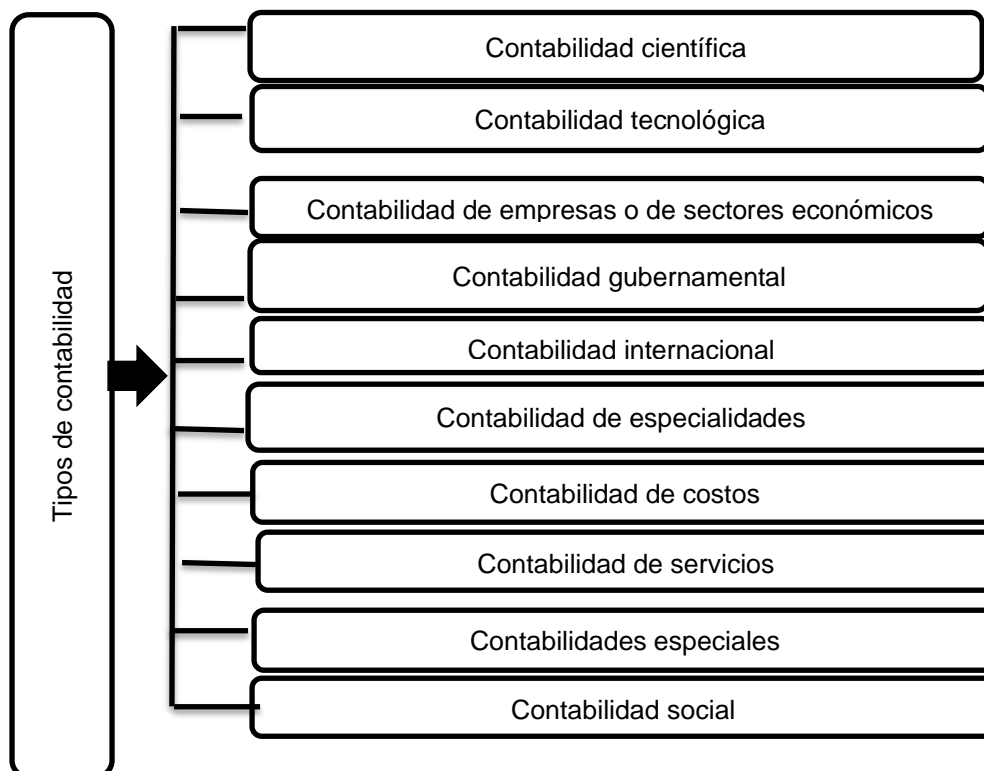 Tipos de contabilidad
Contabilidad científica
Contabilidad tecnológica
Contabilidad de empresas o de sectores económicos
Contabilidad gubernamental
Contabilidad internacional
Contabilidad de especialidades
Contabilidad de costos
Contabilidad de servicios
Contabilidades especiales
Contabilidad social